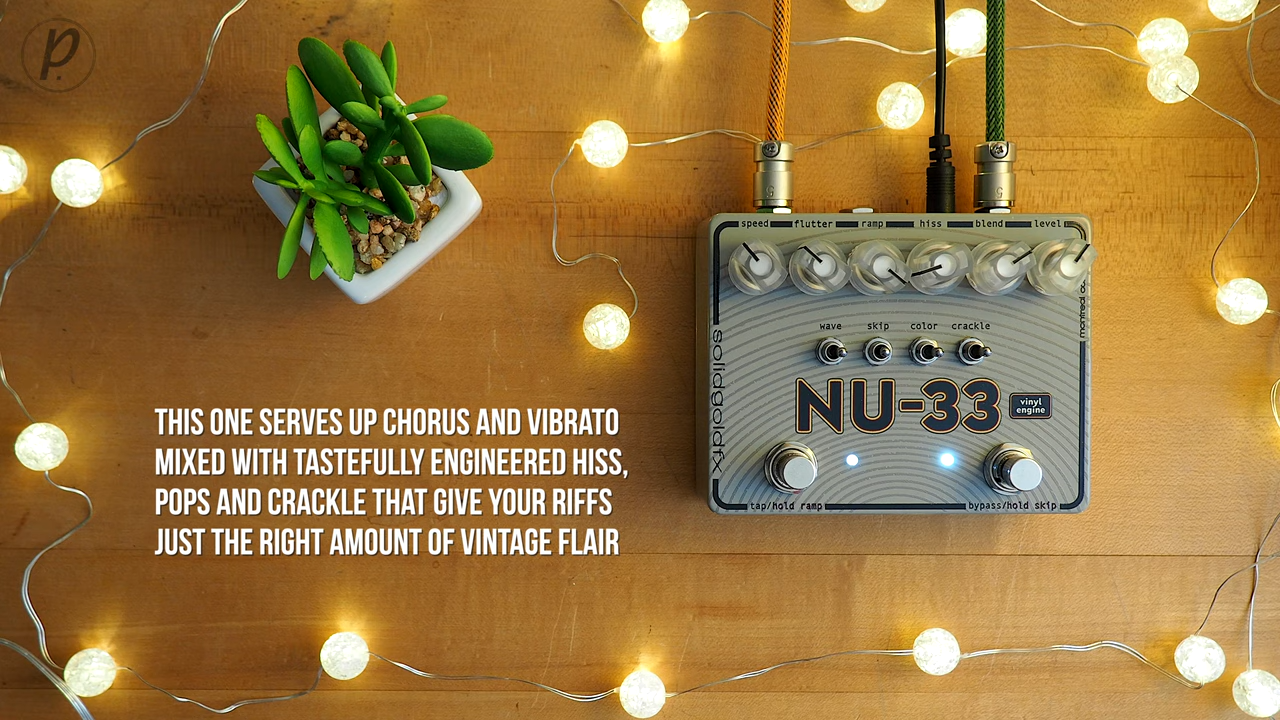 p.
speed flutter ramp hiss blend level
wave skip color crackle
solidgoldfx
NU-33
vinyl
engine
tap/hold ramp
bypass/hold skip
THIS ONE SERVES UP CHORUS AND VIBRATO
MIXED WITH TASTEFULLY ENGINEERED HISS,
POPS AND CRACKLE THAT GIVE YOUR RIFFS
JUST THE RIGHT AMOUNT OF VINTAGE FLAIR